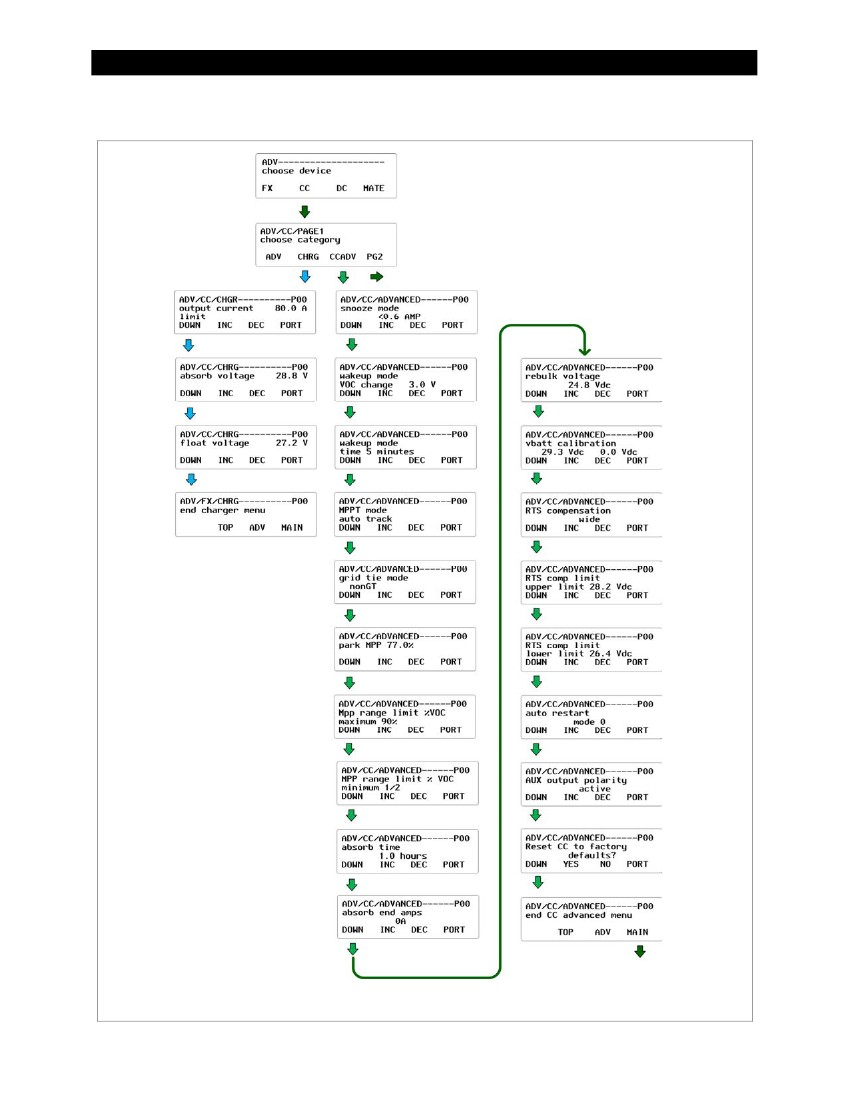 ADV--------------------
choose device
FX CC DC MATE
ADV/CC/PAGE1
choose category
ADV CHRG CCADV PG2
ADV/CC/CHGR----------P00
output current 80.0 A
limit
DOWN INC DEC PORT
ADV/CC/CHRG----------P00
absorb voltage 28.8 V
DOWN INC DEC PORT
ADV/CC/CHRG----------P00
float voltage 27.2 V
DOWN INC DEC PORT
ADV/FX/CHRG----------P00
end charger menu
TOP ADV MAIN
ADV/CC/ADVANCED------P00
snooze mode
<0.6 AMP
DOWN INC DEC PORT
ADV/CC/ADVANCED------P00
wakeup mode
VOC change 3.0 V
DOWN INC DEC PORT
ADV/CC/ADVANCED------P00
wakeup mode
time 5 minutes
DOWN INC DEC PORT
ADV/CC/ADVANCED------P00
MPPT mode
auto track
DOWN INC DEC PORT
ADV/CC/ADVANCED------P00
grid tie mode
nonGT
DOWN INC DEC PORT
ADV/CC/ADVANCED------P00
park MPP 77.0%
DOWN INC DEC PORT
ADV/CC/ADVANCED------P00
Mpp range limit %VOC
maximum 90%
DOWN INC DEC PORT
ADV/CC/ADVANCED------P00
MPP range limit % VOC
minimum 1/2
DOWN INC DEC PORT
ADV/CC/ADVANCED------P00
absorb time
1.0 hours
DOWN INC DEC PORT
ADV/CC/ADVANCED------P00
absorb end amps
0A
DOWN INC DEC PORT
ADV/CC/ADVANCED------P00
rebulk voltage
24.8 Vdc
DOWN INC DEC PORT
ADV/CC/ADVANCED------P00
vbatt calibration
29.3 Vdc 0.0 Vdc
DOWN INC DEC PORT
ADV/CC/ADVANCED------P00
RTS compensation
wide
DOWN INC DEC PORT
ADV/CC/ADVANCED------P00
RTS comp limit
upper limit 28.2 Vdc
DOWN INC DEC PORT
ADV/CC/ADVANCED------P00
RTS comp limit
lower limit 26.4 Vdc
DOWN INC DEC PORT
ADV/CC/ADVANCED------P00
auto restart
mode 0
DOWN INC DEC PORT
ADV/CC/ADVANCED------P00
AUX output polarity
active
DOWN INC DEC PORT
ADV/CC/ADVANCED------P00
Reset CC to factory
defaults?
DOWN YES NO PORT
ADV/CC/ADVANCED------P00
end CC advanced menu
TOP ADV MAIN